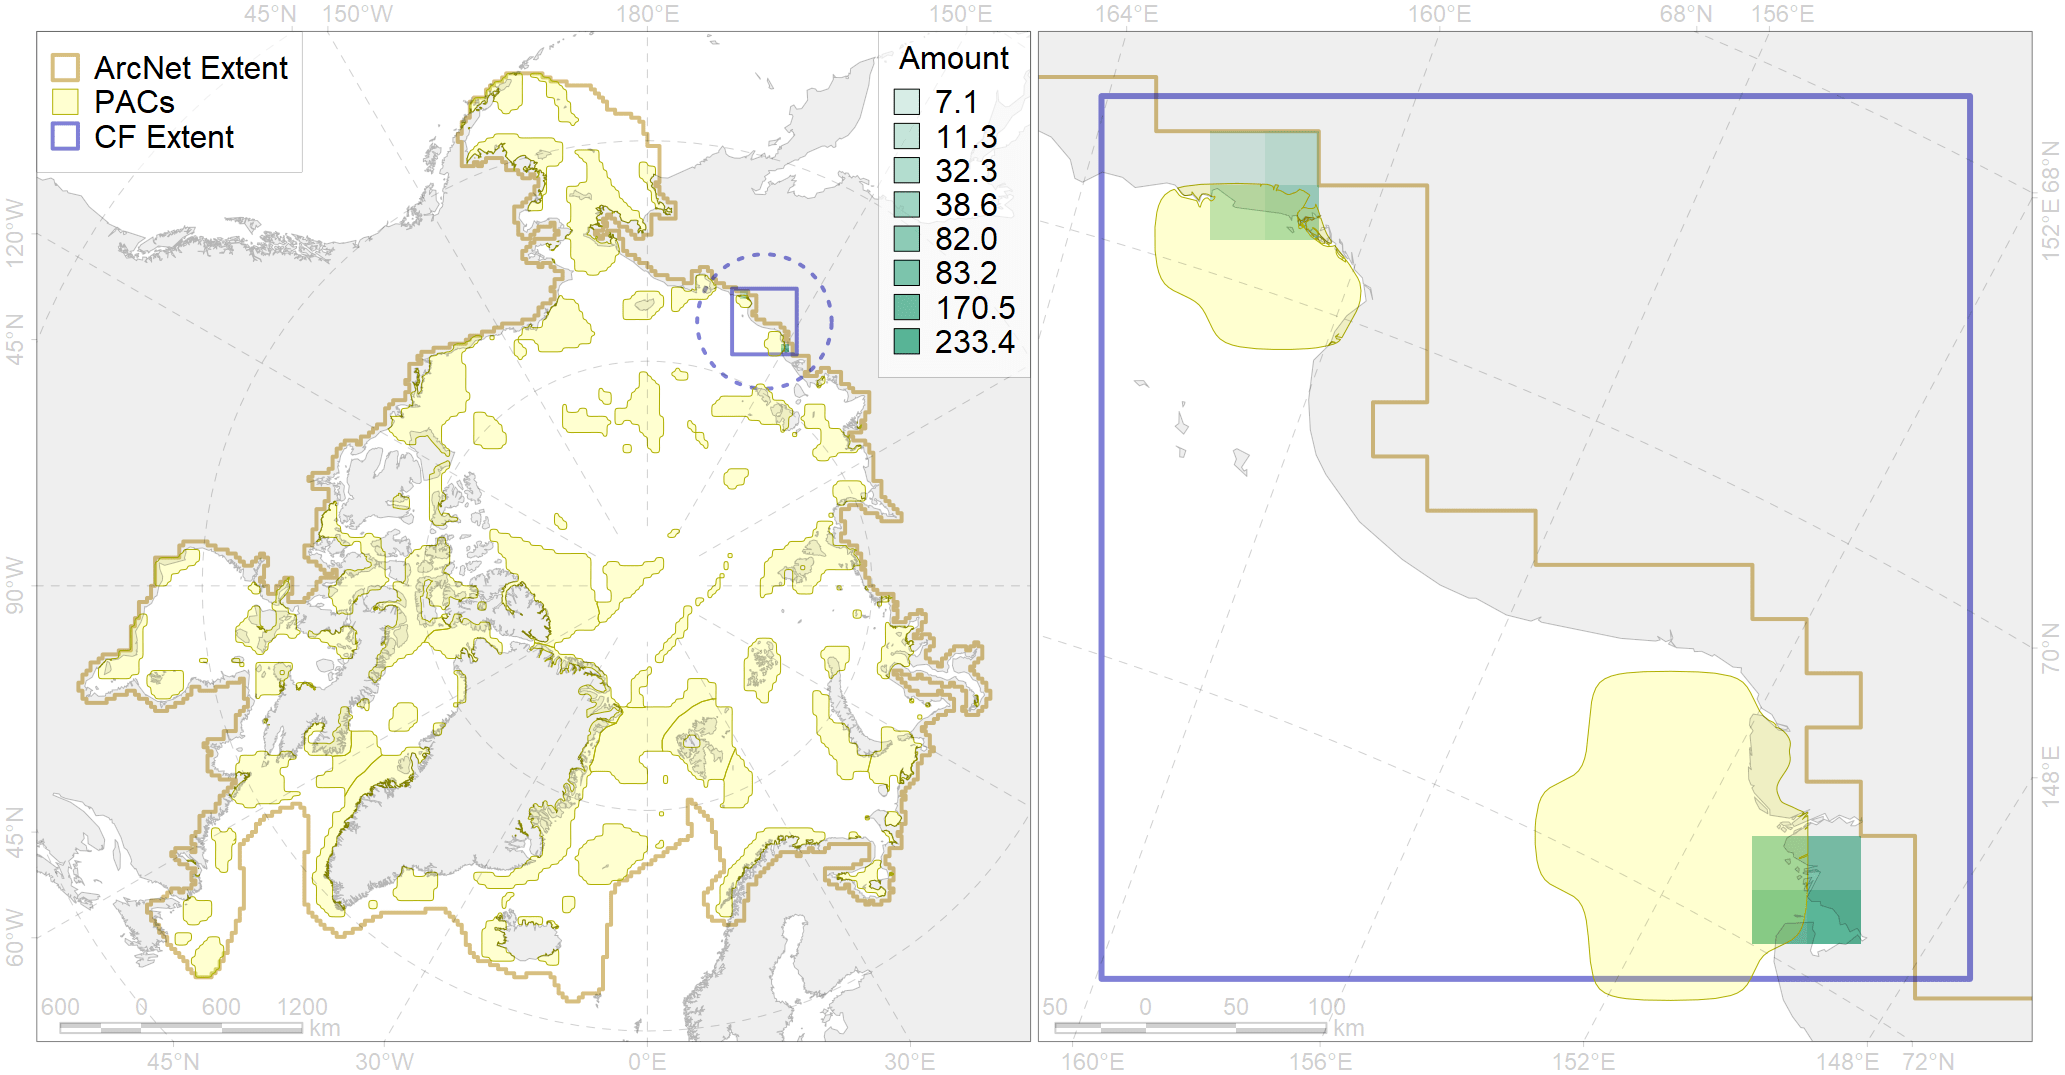 45°N 150°W 180°E 150°E 164°E 160°E 68°N 156°E
ArcNet Extent
PACs
CF Extent
Amount
7.1
11.3
32.3
38.6
82.0
83.2
170.5
233.4
120°W
45°N
90°W
45°N
60°W
68°N
152°E
70°N
148°E
600 0 600 1200
km
50 0 50 100
km
45°N 30°W 0°E 30°E 160°E 156°E 152°E 148°E 72°N